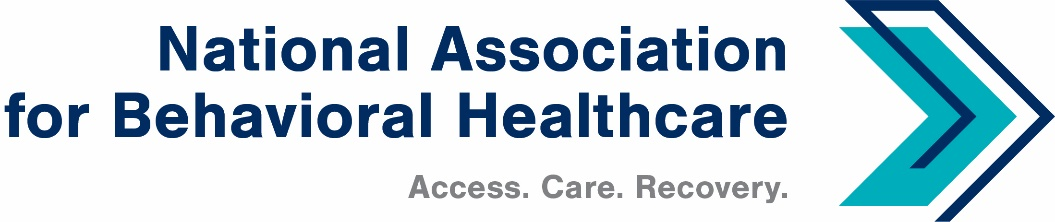 National Association
for Behavioral Healthcare
Access. Care. Recovery.